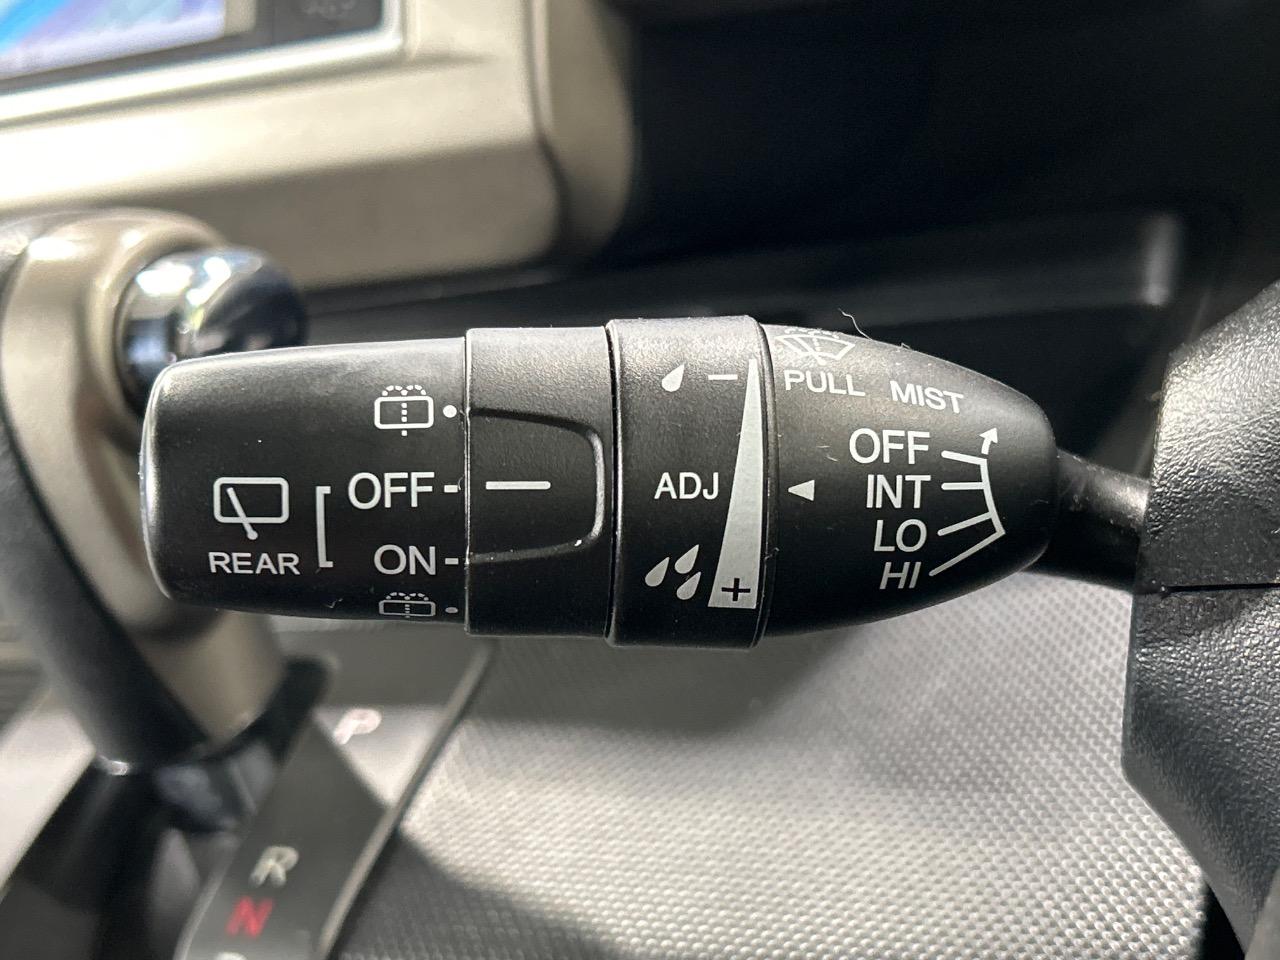 PULL MIST
OFF
INT
LO
HI
ADJ
−
+
OFF
ON
REAR
P
R
N